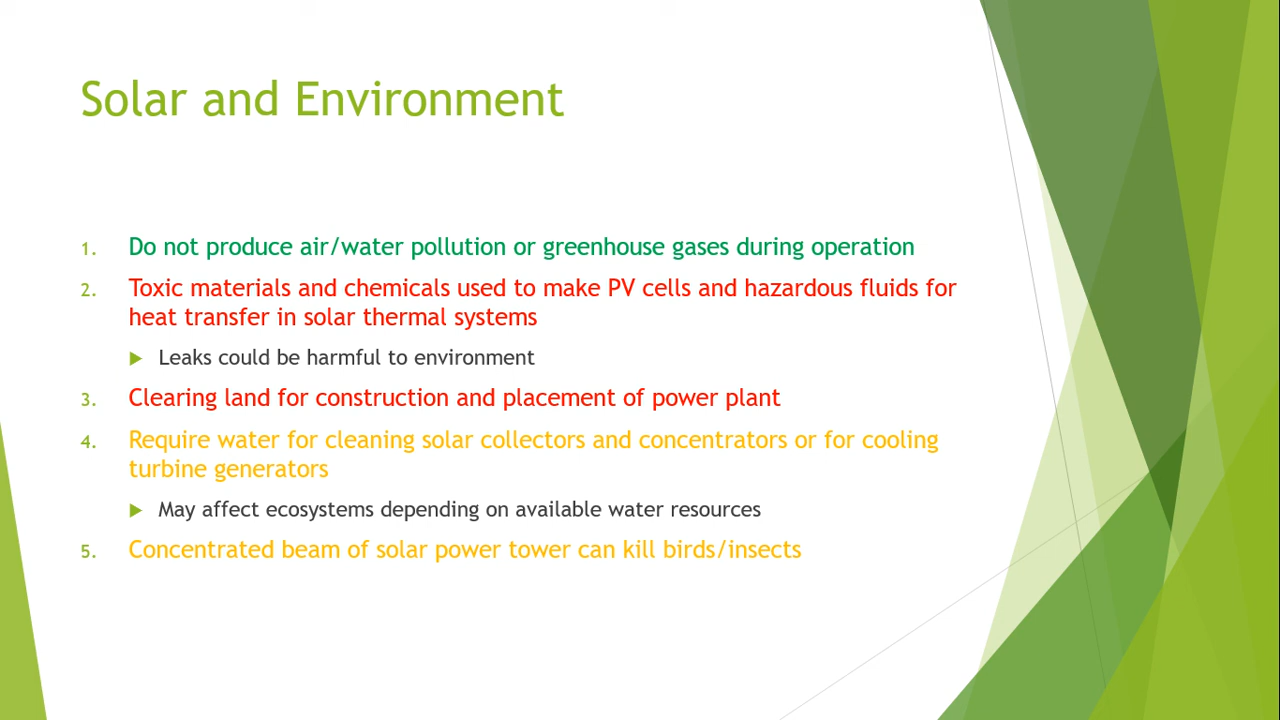 Solar and Environment
1. Do not produce air/water pollution or greenhouse gases during operation
2. Toxic materials and chemicals used to make PV cells and hazardous fluids for
heat transfer in solar thermal systems
Leaks could be harmful to environment
3. Clearing land for construction and placement of power plant
4. Require water for cleaning solar collectors and concentrators or for cooling
turbine generators
May affect ecosystems depending on available water resources
5. Concentrated beam of solar power tower can kill birds/insects